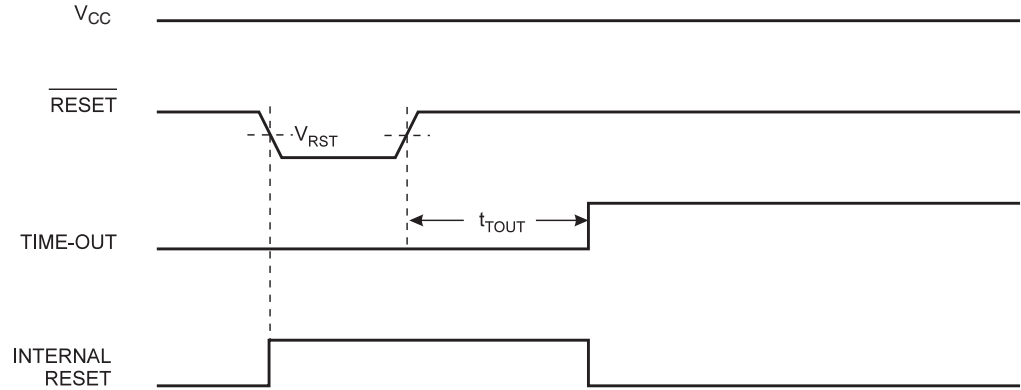 VCC
RESET
VRST
tTOUT
TIME-OUT
INTERNAL
RESET